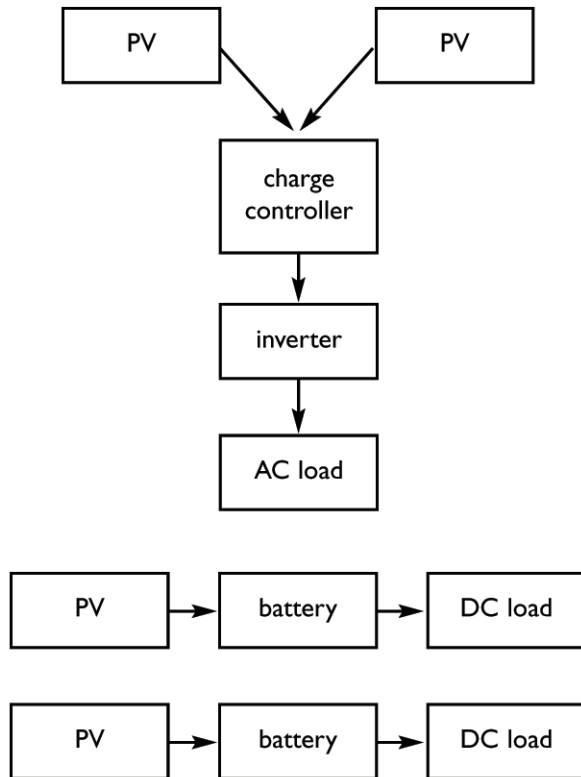 PV
PV
charge
controller
inverter
AC load
PV
battery
DC load
PV
battery
DC load